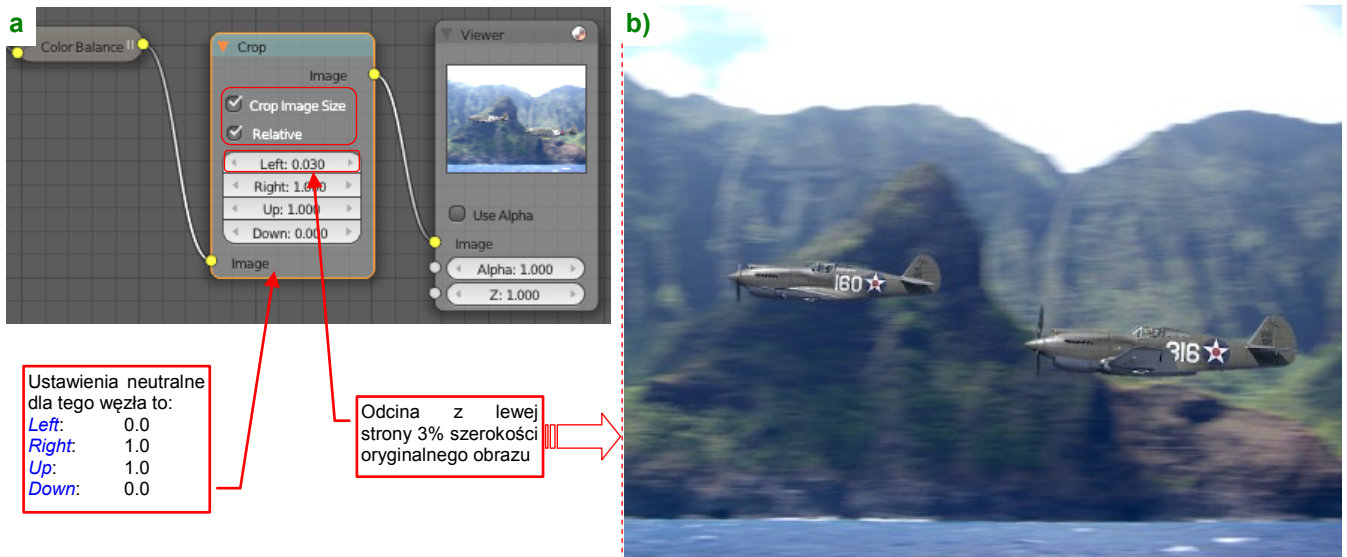 a
Color Balance
Crop
Image
Crop Image Size
Relative
Left: 0.030
Right: 1.000
Up: 1.000
Down: 0.000
Image
Viewer
Use Alpha
Image
Alpha: 1.000
Z: 1.000
Ustawienia neutralne
dla tego węzła to:
Left: 0.0
Right: 1.0
Up: 1.0
Down: 0.0
Odcina z lewej
strony 3% szerokości
oryginalnego obrazu
b)
160
316